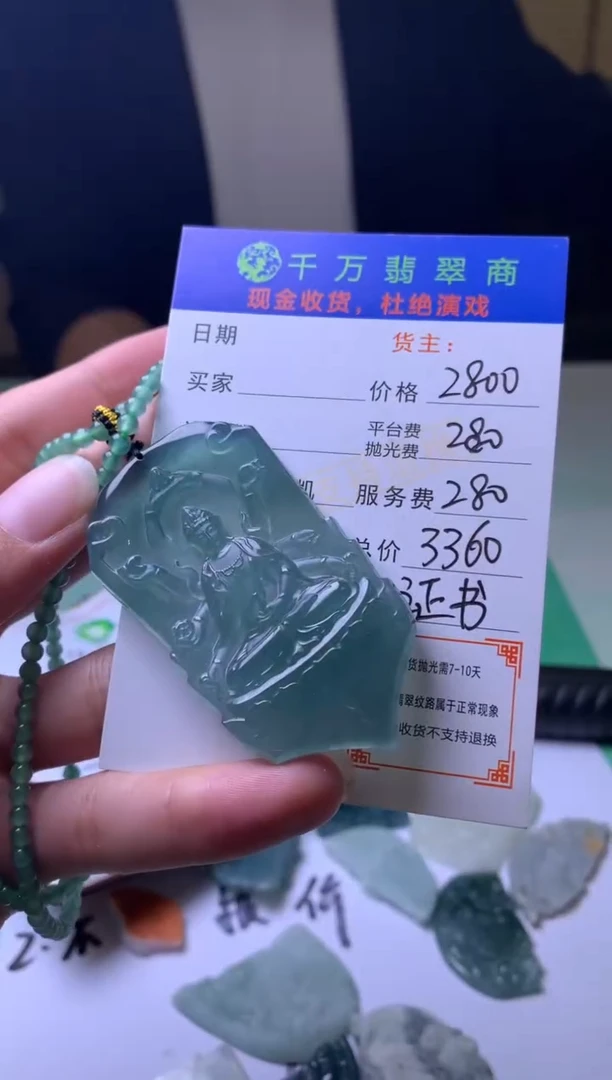 千万翡翠商
现金收货，杜绝演戏
日期
货主：
买家
价格 2800
平台费
抛光费 280
凯 服务费 280
总价 3360
证书
货抛光需7-10天
翡翠纹路属于正常现象
收货不支持退换
2.不
报价